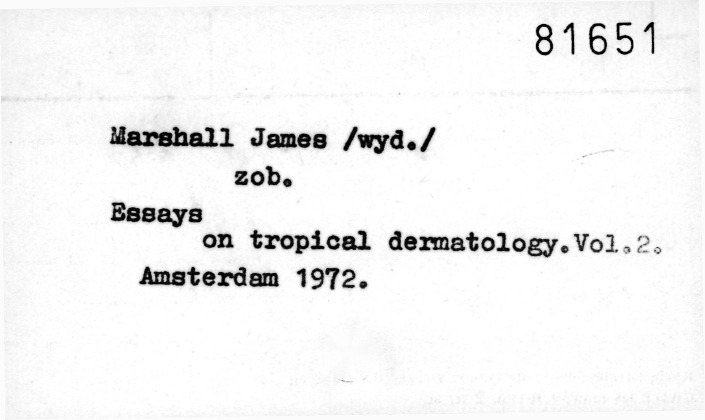 81651
Marshall James /wyd./
zob.
Essays
on tropical dermatology.Vol.2.
Amsterdam 1972.